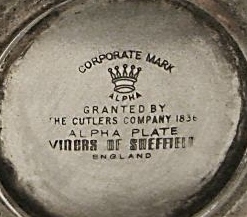 CORPORATE MARK
ALPHA
GRANTED BY
THE CUTLERS COMPANY 1836
ALPHA PLATE
VINERS OF SHEFFIELD
ENGLAND